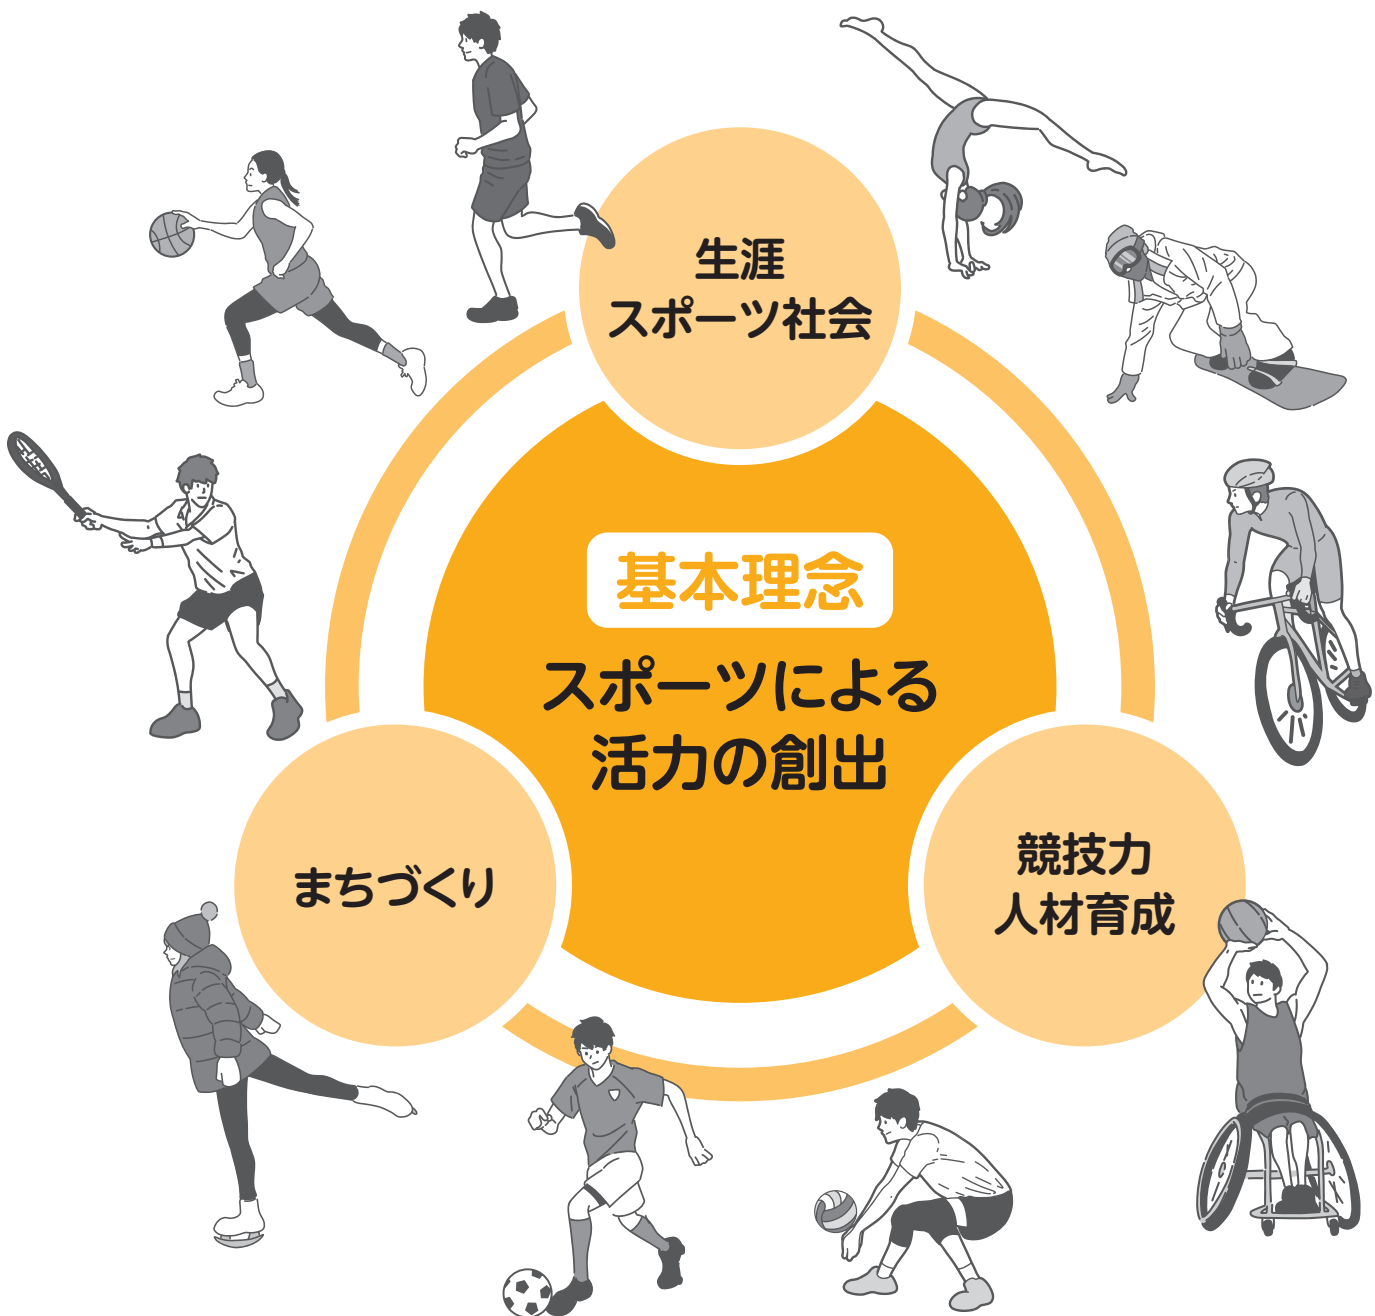 生涯
スポーツ社会
基本理念
スポーツによる
活力の創出
まちづくり
競技力
人材育成